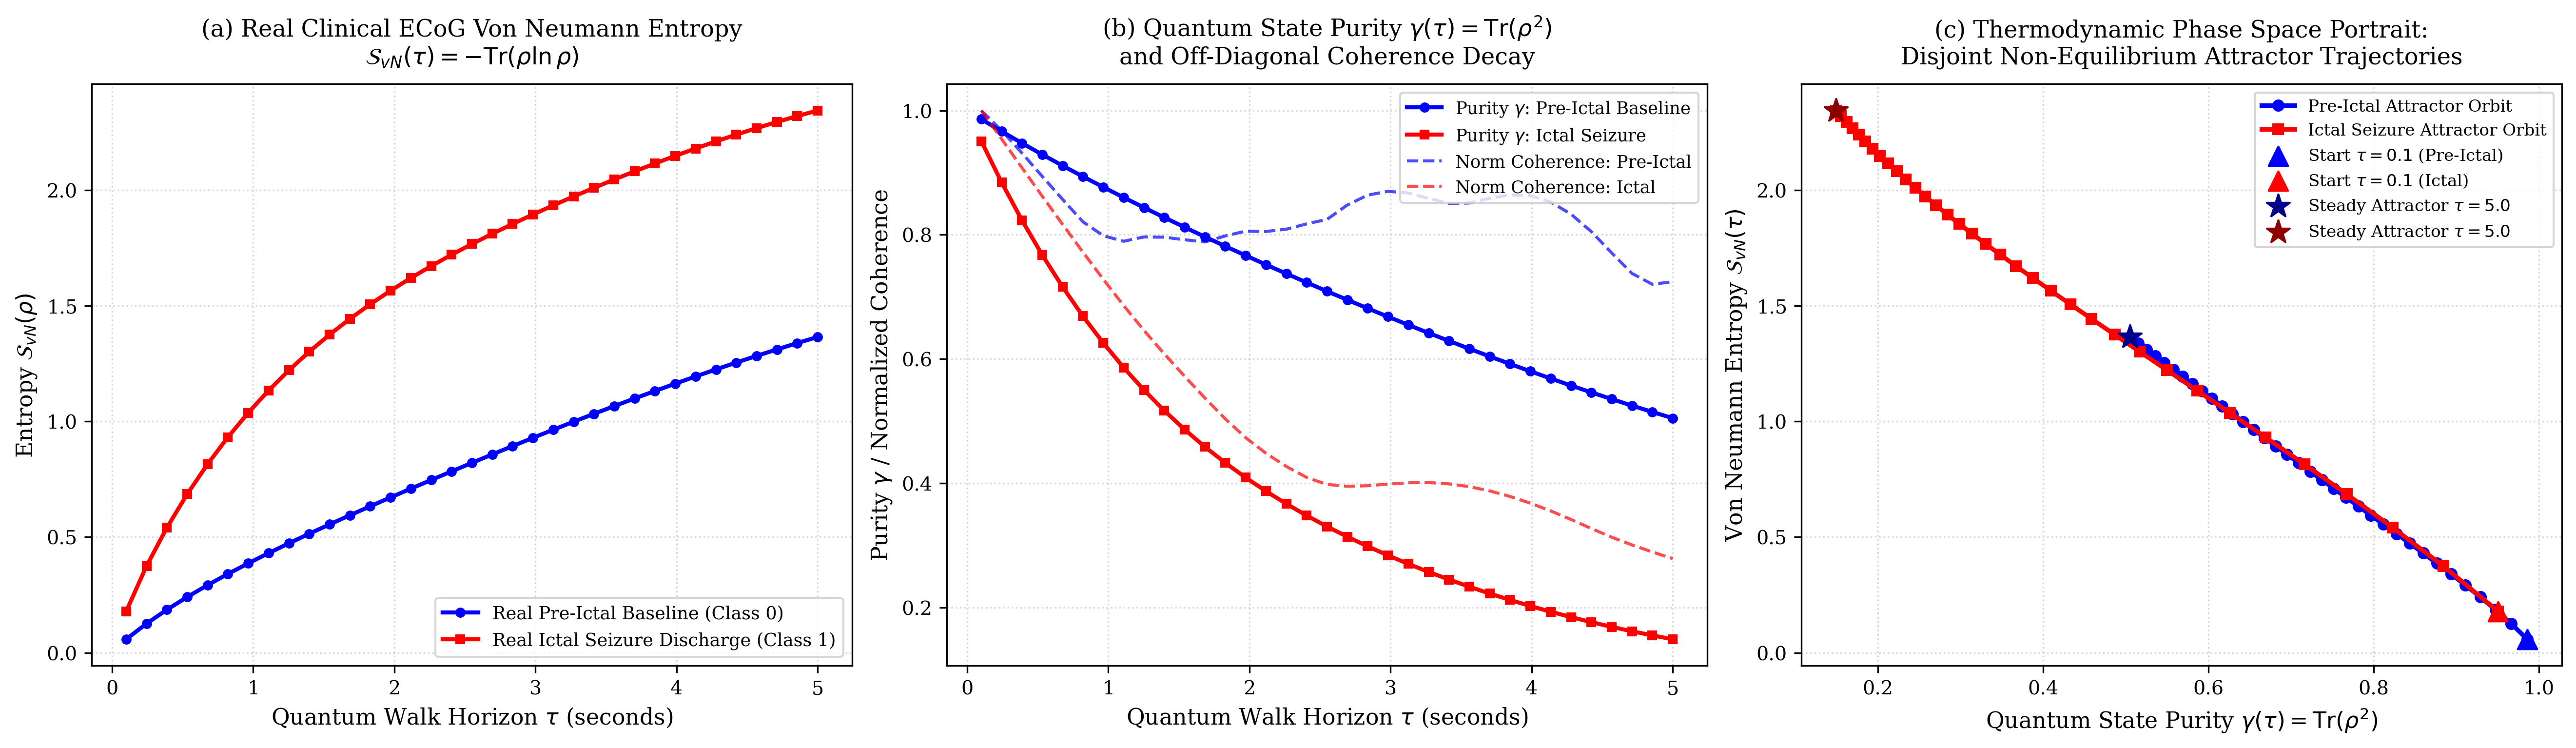 (a) Real Clinical ECoG Von Neumann Entropy
𝒮vN(τ) = −Tr(ρ ln ρ)
Entropy 𝒮vN(ρ)
2.0
1.5
1.0
0.5
0.0
Real Pre-Ictal Baseline (Class 0)
Real Ictal Seizure Discharge (Class 1)
0 1 2 3 4 5
Quantum Walk Horizon τ (seconds)
(b) Quantum State Purity γ(τ) = Tr(ρ²)
and Off-Diagonal Coherence Decay
Purity γ / Normalized Coherence
1.0
0.8
0.6
0.4
0.2
Purity γ: Pre-Ictal Baseline
Purity γ: Ictal Seizure
Norm Coherence: Pre-Ictal
Norm Coherence: Ictal
0 1 2 3 4 5
Quantum Walk Horizon τ (seconds)
(c) Thermodynamic Phase Space Portrait:
Disjoint Non-Equilibrium Attractor Trajectories
Von Neumann Entropy 𝒮vN(τ)
2.0
1.5
1.0
0.5
0.0
Pre-Ictal Attractor Orbit
Ictal Seizure Attractor Orbit
Start τ = 0.1 (Pre-Ictal)
Start τ = 0.1 (Ictal)
Steady Attractor τ = 5.0
Steady Attractor τ = 5.0
0.2 0.4 0.6 0.8 1.0
Quantum State Purity γ(τ) = Tr(ρ²)